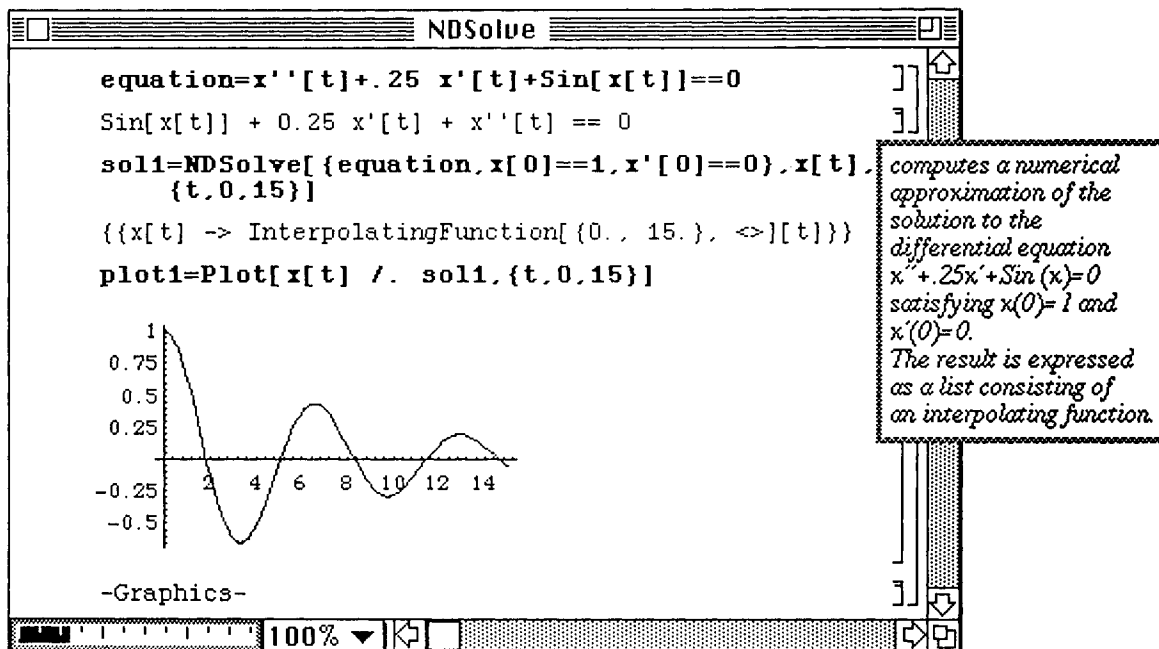 NDSolve
equation=x''[t]+.25 x'[t]+Sin[x[t]]==0
Sin[x[t]] + 0.25 x'[t] + x''[t] == 0
sol1=NDSolve[{equation,x[0]==1,x'[0]==0},x[t],
{t,0,15}]
{{x[t] -> InterpolatingFunction[{0., 15.}, <>][t]}}
plot1=Plot[x[t] /. sol1,{t,0,15}]
computes a numerical
approximation of the
solution to the
differential equation
x´´+.25x´+Sin (x)=0
satisfying x(0)= 1 and
x´(0)=0.
The result is expressed
as a list consisting of
an interpolating function.
1
0.75
0.5
0.25
2 4 6 8 10 12 14
-0.25
-0.5
-Graphics-
100%